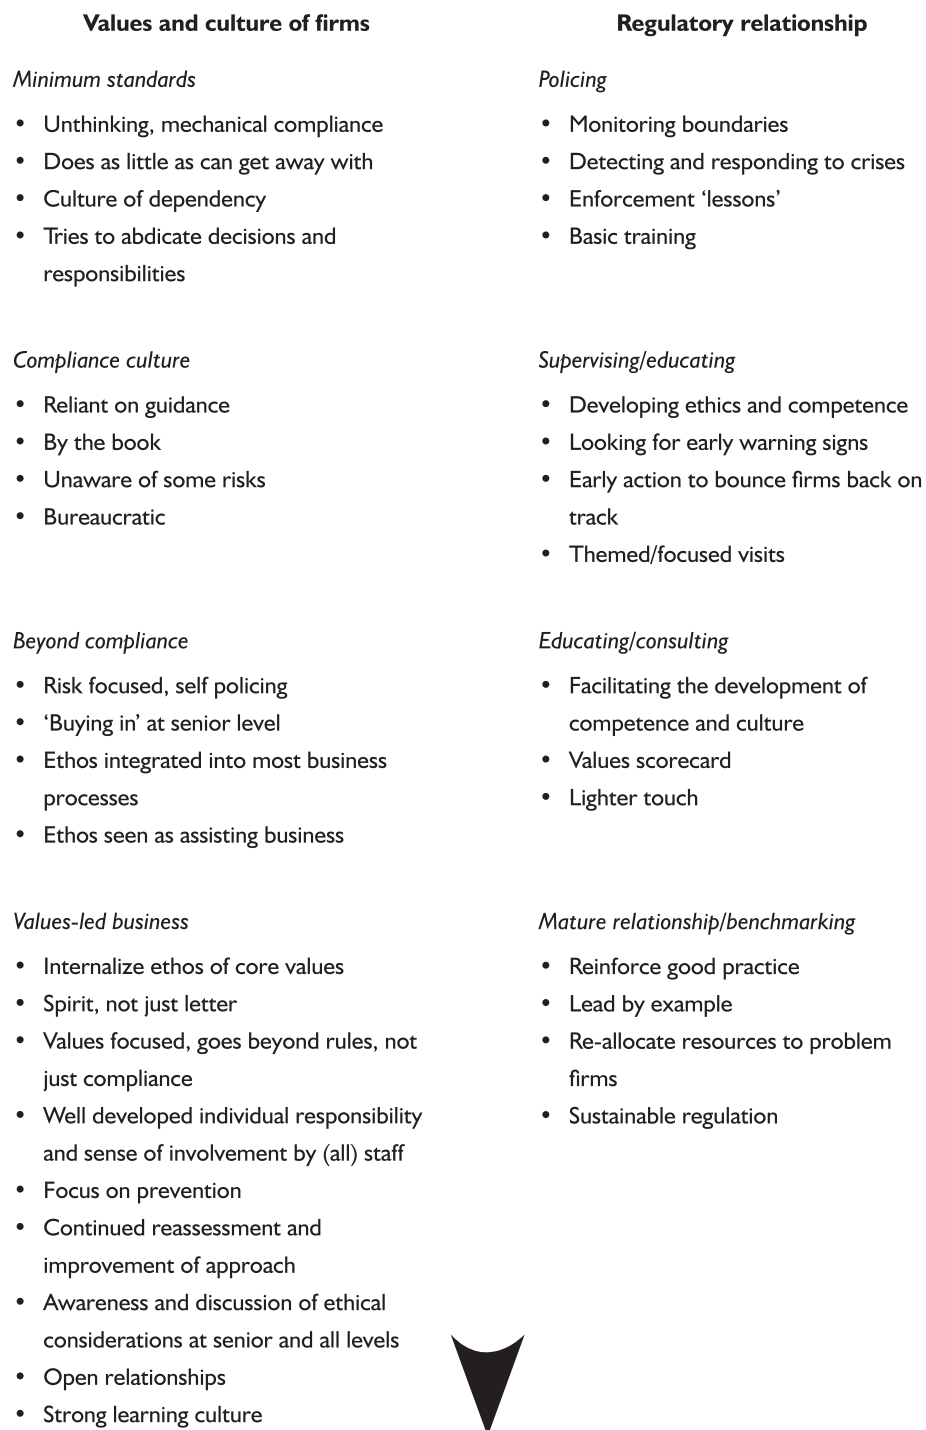 Values and culture of firms
Regulatory relationship
Minimum standards
• Unthinking, mechanical compliance
• Does as little as can get away with
• Culture of dependency
• Tries to abdicate decisions and
responsibilities
Policing
• Monitoring boundaries
• Detecting and responding to crises
• Enforcement ‘lessons’
• Basic training
Compliance culture
• Reliant on guidance
• By the book
• Unaware of some risks
• Bureaucratic
Supervising/educating
• Developing ethics and competence
• Looking for early warning signs
• Early action to bounce firms back on
track
• Themed/focused visits
Beyond compliance
• Risk focused, self policing
• ‘Buying in’ at senior level
• Ethos integrated into most business
processes
• Ethos seen as assisting business
Educating/consulting
• Facilitating the development of
competence and culture
• Values scorecard
• Lighter touch
Values-led business
• Internalize ethos of core values
• Spirit, not just letter
• Values focused, goes beyond rules, not
just compliance
• Well developed individual responsibility
and sense of involvement by (all) staff
• Focus on prevention
• Continued reassessment and
improvement of approach
• Awareness and discussion of ethical
considerations at senior and all levels
• Open relationships
• Strong learning culture
Mature relationship/benchmarking
• Reinforce good practice
• Lead by example
• Re-allocate resources to problem
firms
• Sustainable regulation